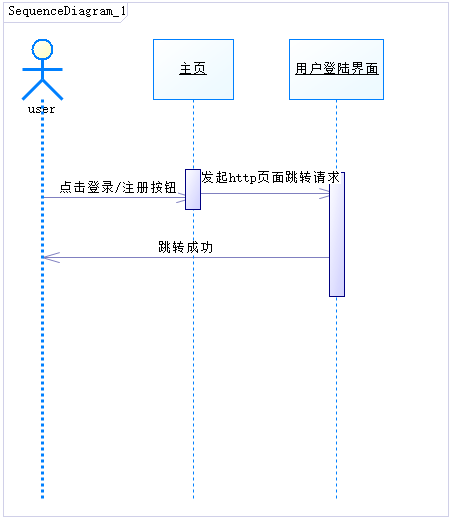 SequenceDiagram_1
主页
用户登陆界面
user
发起http页面跳转请求
点击登录/注册按钮
跳转成功